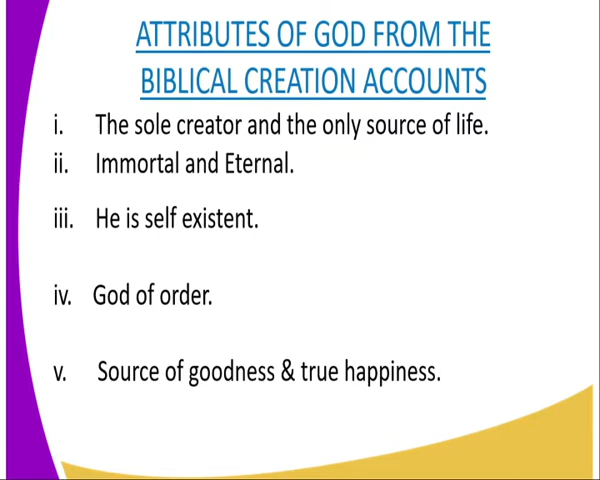 ATTRIBUTES OF GOD FROM THE
BIBLICAL CREATION ACCOUNTS
i. The sole creator and the only source of life.
ii. Immortal and Eternal.
iii. He is self existent.
iv. God of order.
v. Source of goodness & true happiness.